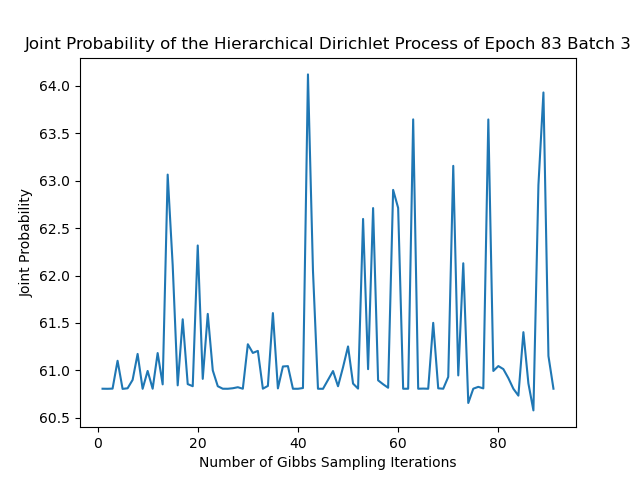 Joint Probability of the Hierarchical Dirichlet Process of Epoch 83 Batch 3
64.0
63.5
63.0
62.5
62.0
61.5
61.0
60.5
Joint Probability
0 20 40 60 80
Number of Gibbs Sampling Iterations